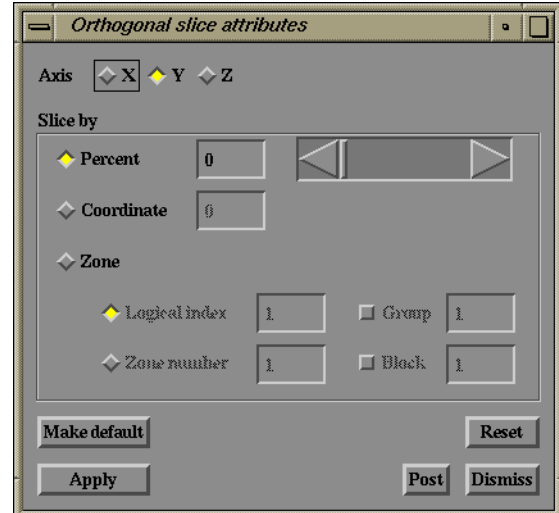 Orthogonal slice attributes
Axis X Y Z
Slice by
Percent 0
Coordinate 0
Zone
Logical index 1 Group 1
Zone number 1 Block 1
Make default Reset
Apply Post Dismiss